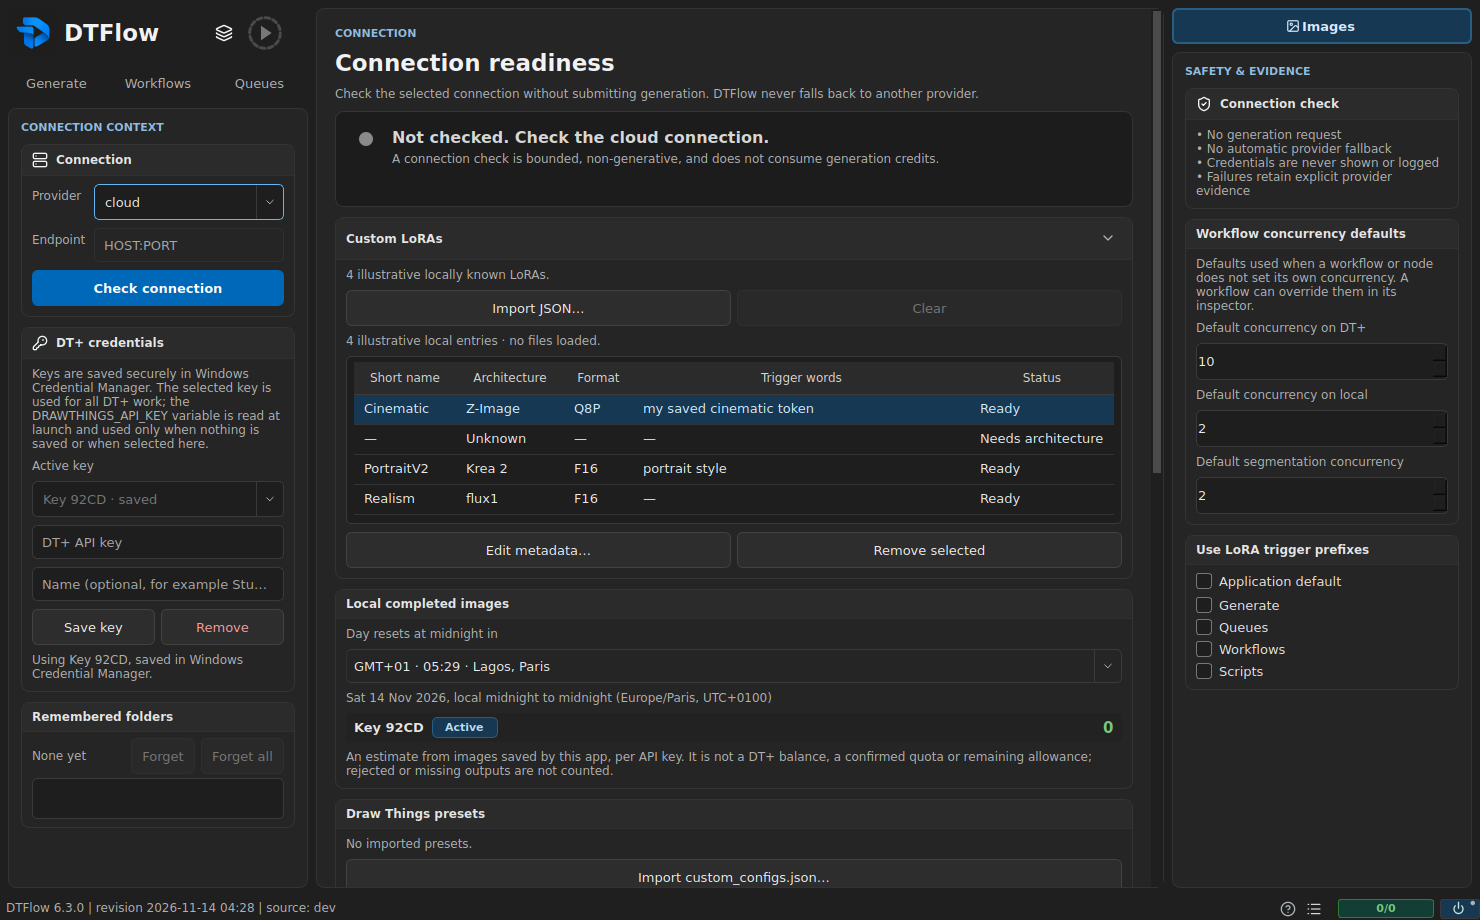 DTFlow
Generate
Workflows
Queues
CONNECTION CONTEXT
Connection
Provider
cloud
Endpoint
HOST:PORT
Check connection
DT+ credentials
Keys are saved securely in Windows
Credential Manager. The selected key is
used for all DT+ work; the
DRAWTHINGS_API_KEY variable is read at
launch and used only when nothing is
saved or when selected here.
Active key
Key 92CD · saved
DT+ API key
Name (optional, for example Stu...
Save key
Remove
Using Key 92CD, saved in Windows
Credential Manager.
Remembered folders
None yet
Forget
Forget all
CONNECTION
Connection readiness
Check the selected connection without submitting generation. DTFlow never falls back to another provider.
Not checked. Check the cloud connection.
A connection check is bounded, non-generative, and does not consume generation credits.
Custom LoRAs
4 illustrative locally known LoRAs.
Import JSON...
Clear
4 illustrative local entries · no files loaded.
Short name Architecture Format Trigger words Status
Cinematic Z-Image Q8P my saved cinematic token Ready
— Unknown — — Needs architecture
PortraitV2 Krea 2 F16 portrait style Ready
Realism flux1 F16 — Ready
Edit metadata...
Remove selected
Local completed images
Day resets at midnight in
GMT+01 · 05:29 · Lagos, Paris
Sat 14 Nov 2026, local midnight to midnight (Europe/Paris, UTC+0100)
Key 92CD Active 0
An estimate from images saved by this app, per API key. It is not a DT+ balance, a confirmed quota or remaining allowance;
rejected or missing outputs are not counted.
Draw Things presets
No imported presets.
Import custom_configs.json...
Images
SAFETY & EVIDENCE
Connection check
• No generation request
• No automatic provider fallback
• Credentials are never shown or logged
• Failures retain explicit provider
evidence
Workflow concurrency defaults
Defaults used when a workflow or node
does not set its own concurrency. A
workflow can override them in its
inspector.
Default concurrency on DT+
10
Default concurrency on local
2
Default segmentation concurrency
2
Use LoRA trigger prefixes
Application default
Generate
Queues
Workflows
Scripts
DTFlow 6.3.0 | revision 2026-11-14 04:28 | source: dev
0/0